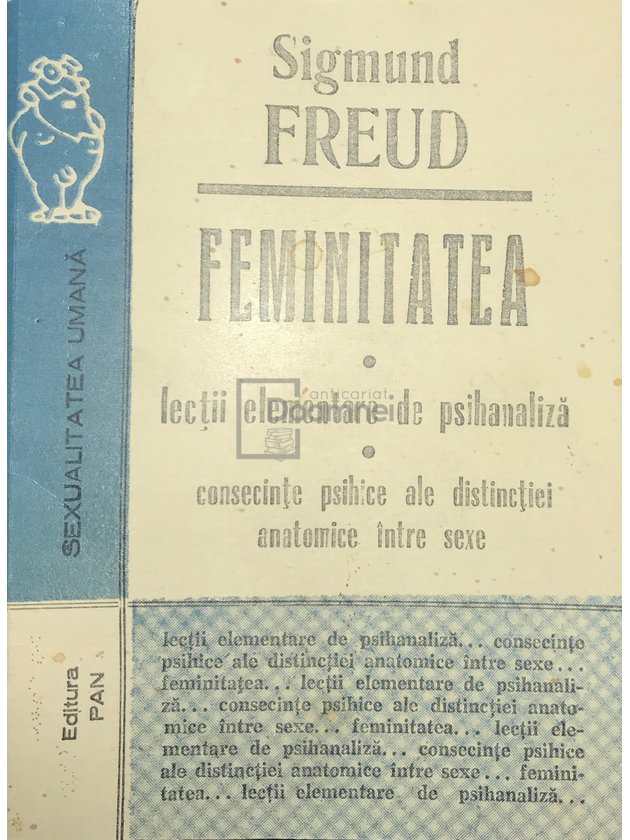 Sigmund
FREUD
FEMINITATEA
lecții elementare de psihanaliză
consecințe psihice ale distincției
anatomice între sexe
anticariat
Doamnei
SEXUALITATEA UMANĂ
Editura
PAN
lecții elementare de psihanaliză... consecințe
psihice ale distincției anatomice între sexe...
feminitatea... lecții elementare de psihanali-
ză... consecințe psihice ale distincției anato-
mice între sexe... feminitatea... lecții ele-
mentare de psihanaliză... consecințe psihice
ale distincției anatomice între sexe... femini-
tatea... lecții elementare de psihanaliză...